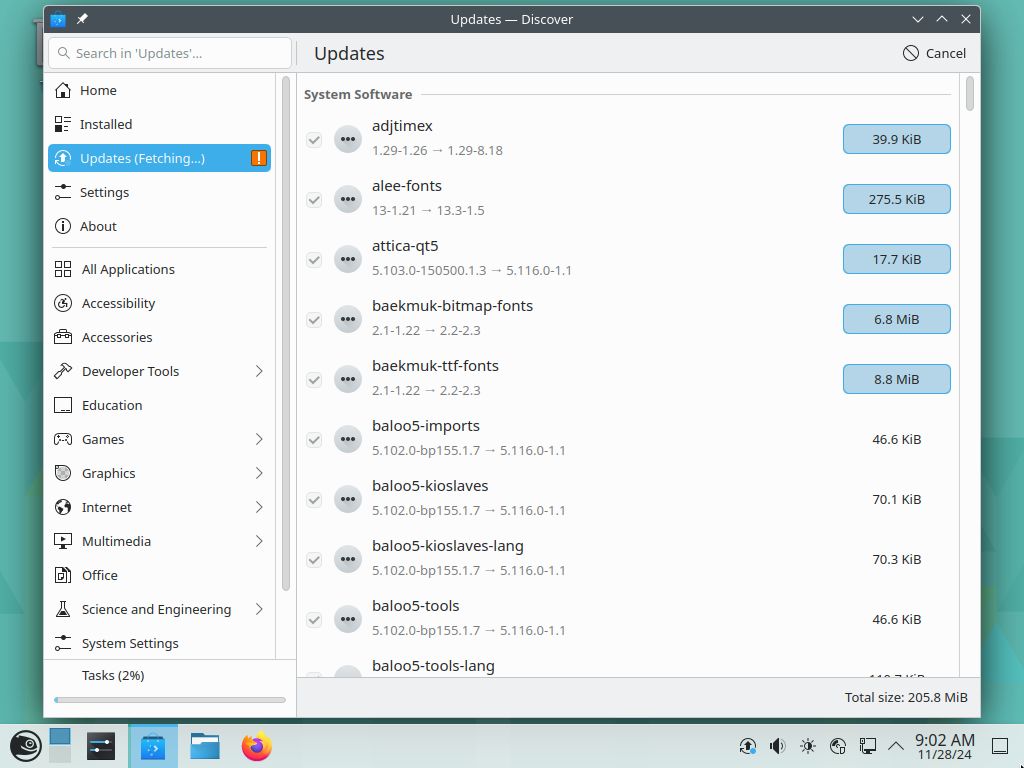 Updates — Discover
Search in 'Updates'...
Updates
Cancel
Home
Installed
Updates (Fetching...)
Settings
About
All Applications
Accessibility
Accessories
Developer Tools
Education
Games
Graphics
Internet
Multimedia
Office
Science and Engineering
System Settings
Tasks (2%)
System Software
adjtimex
1.29-1.26 → 1.29-8.18
39.9 KiB
alee-fonts
13-1.21 → 13.3-1.5
275.5 KiB
attica-qt5
5.103.0-150500.1.3 → 5.116.0-1.1
17.7 KiB
baekmuk-bitmap-fonts
2.1-1.22 → 2.2-2.3
6.8 MiB
baekmuk-ttf-fonts
2.1-1.22 → 2.2-2.3
8.8 MiB
baloo5-imports
5.102.0-bp155.1.7 → 5.116.0-1.1
46.6 KiB
baloo5-kioslaves
5.102.0-bp155.1.7 → 5.116.0-1.1
70.1 KiB
baloo5-kioslaves-lang
5.102.0-bp155.1.7 → 5.116.0-1.1
70.3 KiB
baloo5-tools
5.102.0-bp155.1.7 → 5.116.0-1.1
46.6 KiB
baloo5-tools-lang
Total size: 205.8 MiB
9:02 AM
11/28/24